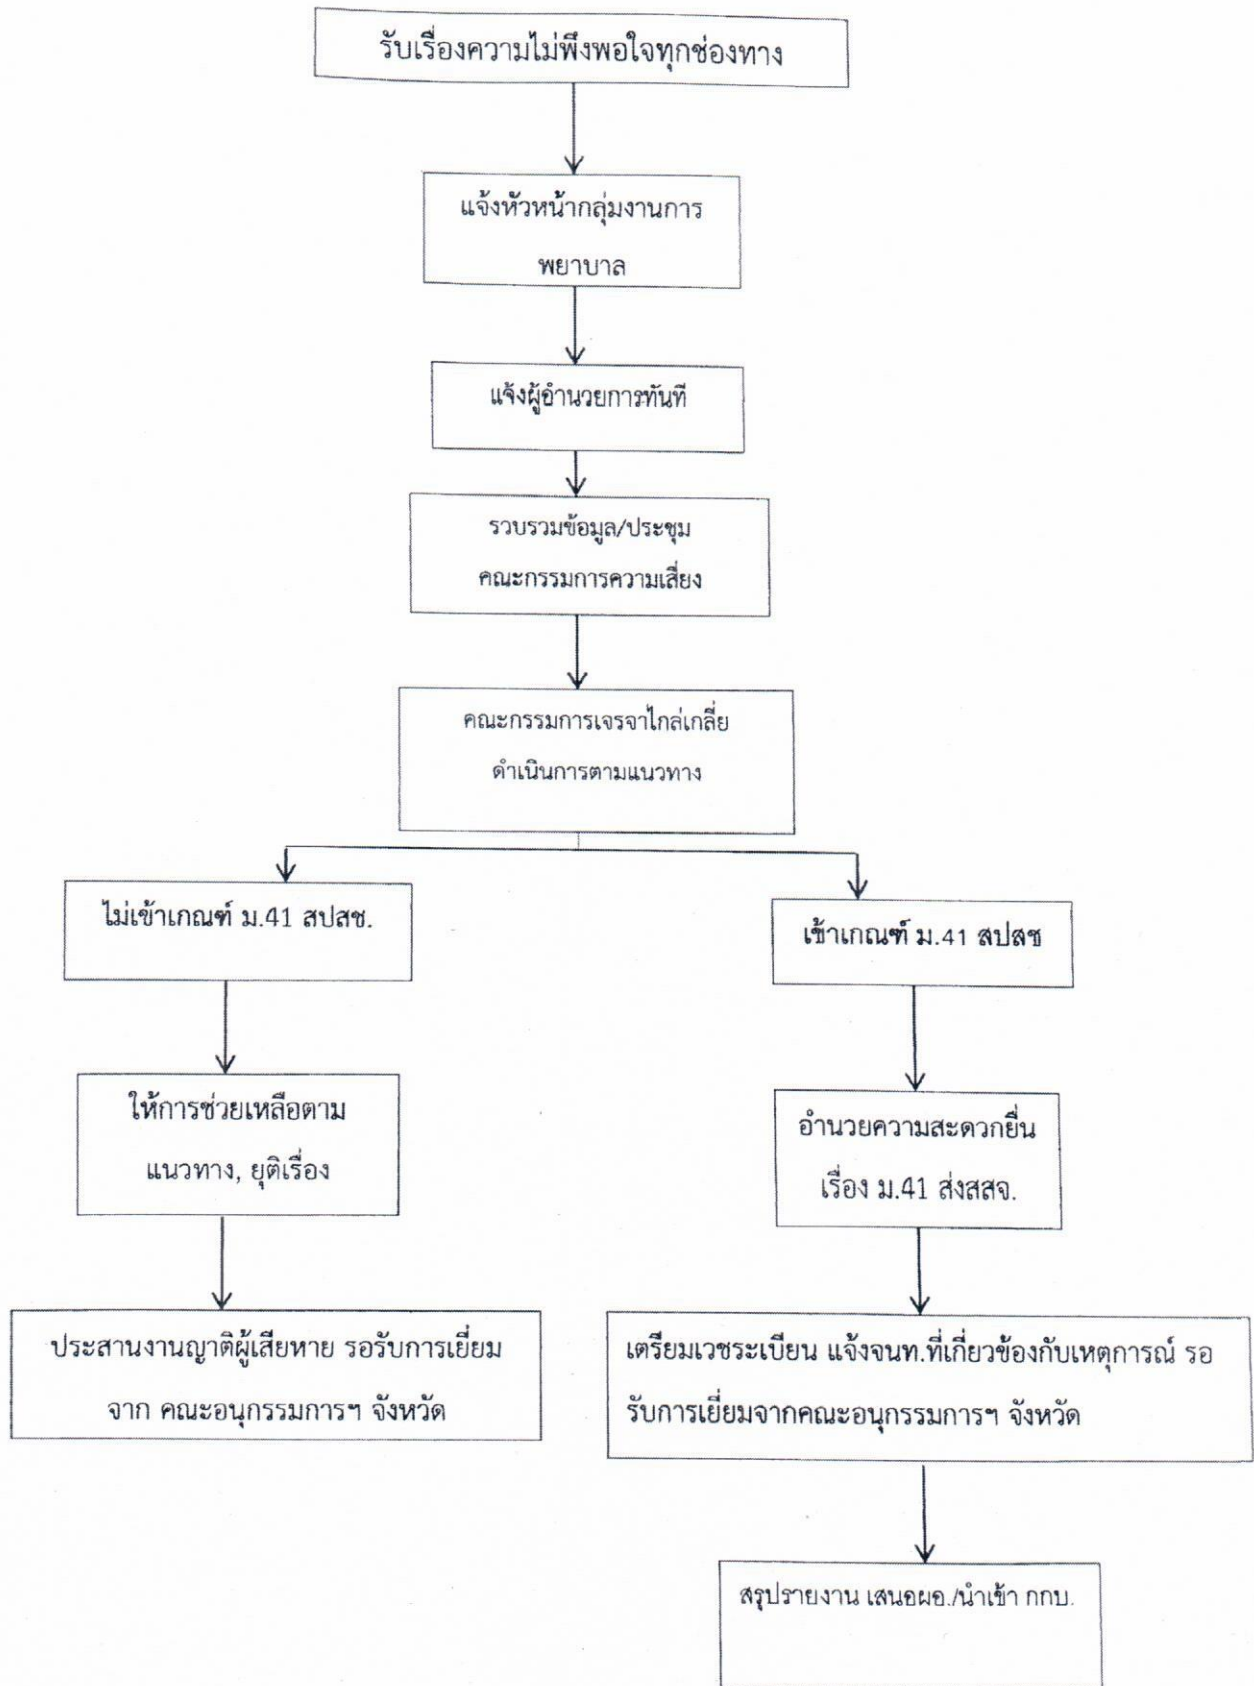 รับเรื่องความไม่พึงพอใจทุกช่องทาง
แจ้งหัวหน้ากลุ่มงานการ
พยาบาล
แจ้งผู้อำนวยการทันที
รวบรวมข้อมูล/ประชุม
คณะกรรมการความเสี่ยง
คณะกรรมการเจรจาไกล่เกลี่ย
ดำเนินการตามแนวทาง
ไม่เข้าเกณฑ์ ม.41 สปสช.
ให้การช่วยเหลือตาม
แนวทาง, ยุติเรื่อง
ประสานงานญาติผู้เสียหาย รอรับการเยี่ยม
จาก คณะอนุกรรมการฯ จังหวัด
เข้าเกณฑ์ ม.41 สปสช
อำนวยความสะดวกยื่น
เรื่อง ม.41 ส่งสสจ.
เตรียมเวชระเบียน แจ้งจนท.ที่เกี่ยวข้องกับเหตุการณ์ รอ
รับการเยี่ยมจากคณะอนุกรรมการฯ จังหวัด
สรุปรายงาน เสนอผอ./นำเข้า กกบ.